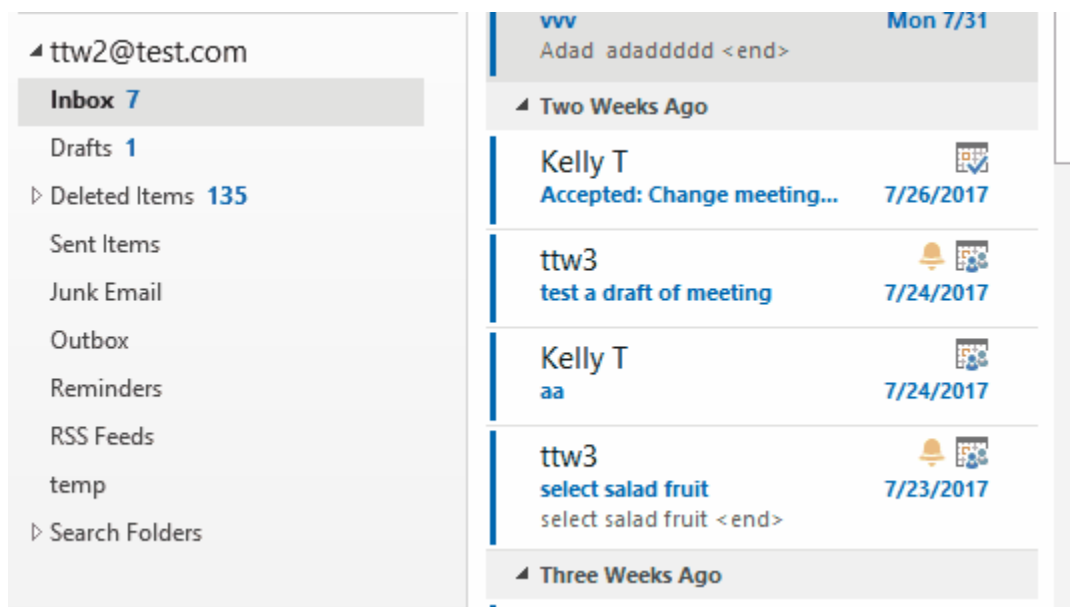 ttw2@test.com
Inbox 7
Drafts 1
Deleted Items 135
Sent Items
Junk Email
Outbox
Reminders
RSS Feeds
temp
Search Folders
vvv Mon 7/31
Adad adaddddd <end>
Two Weeks Ago
Kelly T
Accepted: Change meeting... 7/26/2017
ttw3
test a draft of meeting 7/24/2017
Kelly T
aa 7/24/2017
ttw3
select salad fruit 7/23/2017
select salad fruit <end>
Three Weeks Ago